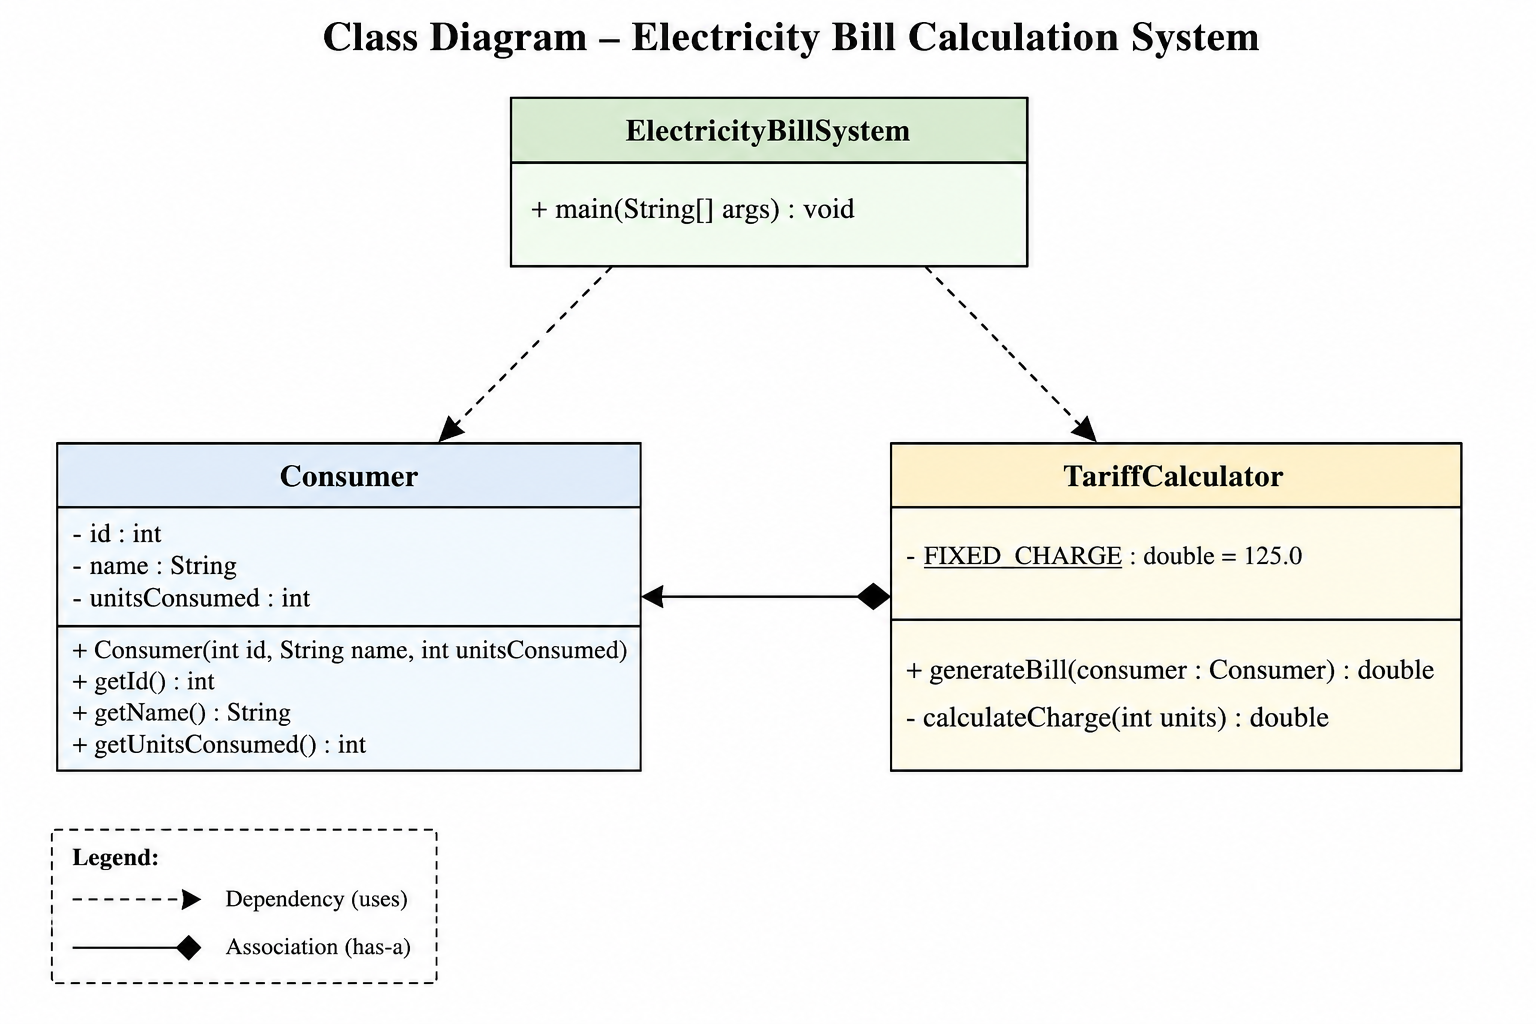 Class Diagram – Electricity Bill Calculation System
ElectricityBillSystem
+ main(String[] args) : void
Consumer
- id : int
- name : String
- unitsConsumed : int
+ Consumer(int id, String name, int unitsConsumed)
+ getId() : int
+ getName() : String
+ getUnitsConsumed() : int
TariffCalculator
- FIXED_CHARGE : double = 125.0
+ generateBill(consumer : Consumer) : double
- calculateCharge(int units) : double
Legend:
Dependency (uses)
Association (has-a)